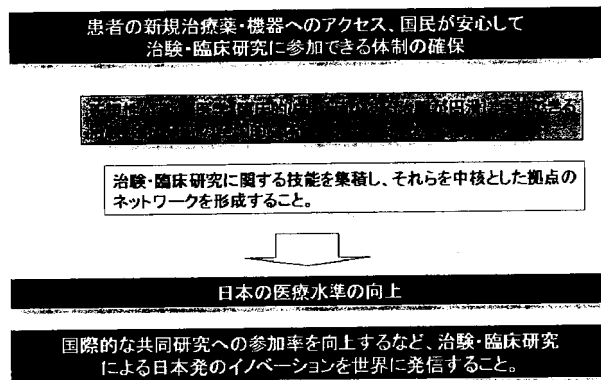 患者の新規治療薬・機器へのアクセス、国民が安心して
治験・臨床研究に参加できる体制の確保
治験・臨床研究に関する技能を集積し、それらを中核とした拠点の
ネットワークを形成すること。
日本の医療水準の向上
国際的な共同研究への参加率を向上するなど、治験・臨床研究
による日本発のイノベーションを世界に発信すること。